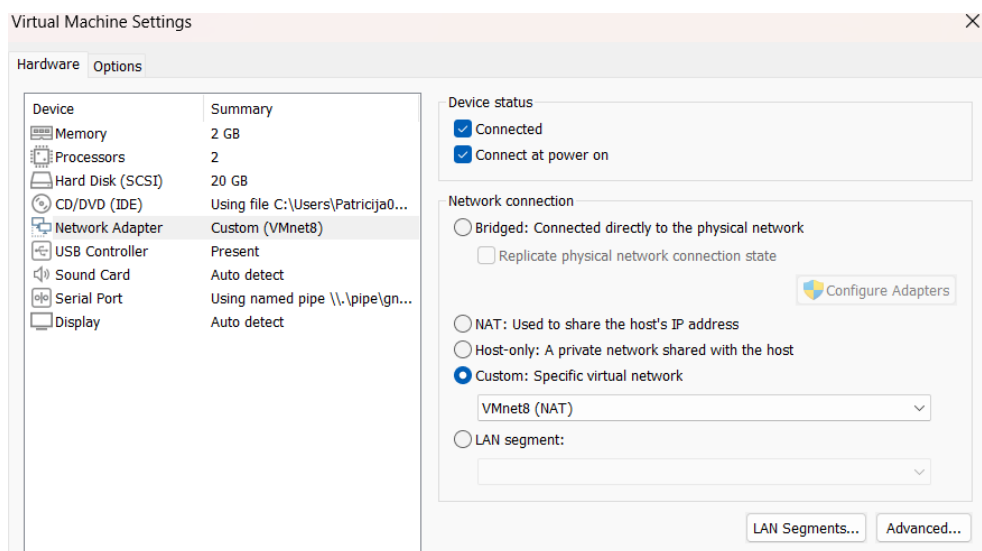 Virtual Machine Settings
Hardware Options
Device Summary
Memory 2 GB
Processors 2
Hard Disk (SCSI) 20 GB
CD/DVD (IDE) Using file C:\Users\Patricija0...
Network Adapter Custom (VMnet8)
USB Controller Present
Sound Card Auto detect
Serial Port Using named pipe \\.\pipe\gn...
Display Auto detect
Device status
Connected
Connect at power on
Network connection
Bridged: Connected directly to the physical network
Replicate physical network connection state
Configure Adapters
NAT: Used to share the host's IP address
Host-only: A private network shared with the host
Custom: Specific virtual network
VMnet8 (NAT)
LAN segment:
LAN Segments... Advanced...